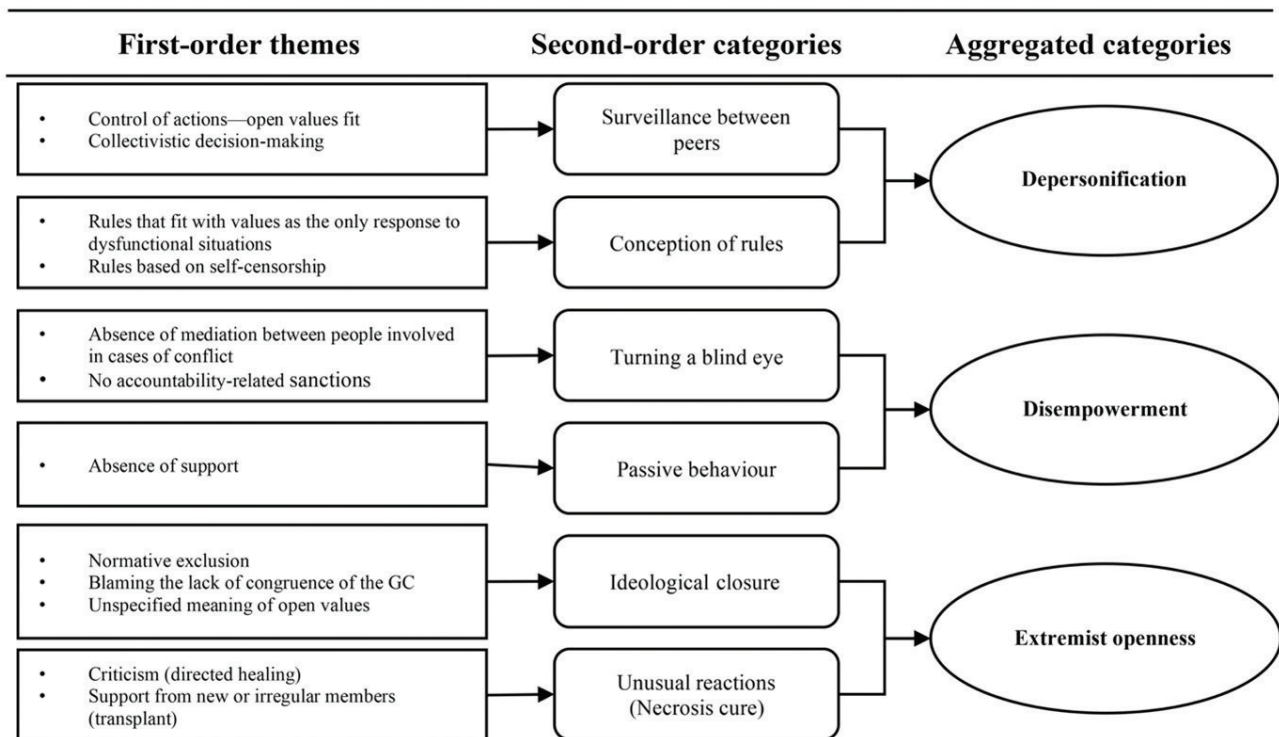 First-order themes
Second-order categories
Aggregated categories
• Control of actions—open values fit
• Collectivistic decision-making
Surveillance between
peers
Depersonification
• Rules that fit with values as the only response to
dysfunctional situations
• Rules based on self-censorship
Conception of rules
• Absence of mediation between people involved
in cases of conflict
• No accountability-related sanctions
Turning a blind eye
Disempowerment
• Absence of support
Passive behaviour
• Normative exclusion
• Blaming the lack of congruence of the GC
• Unspecified meaning of open values
Ideological closure
Extremist openness
• Criticism (directed healing)
• Support from new or irregular members
(transplant)
Unusual reactions
(Necrosis cure)